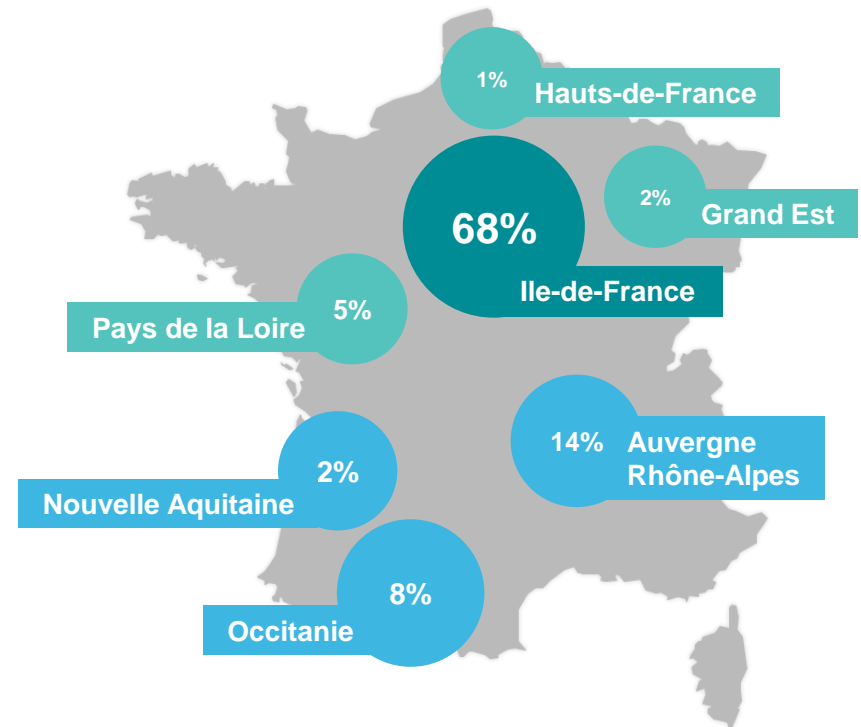 1%
Hauts-de-France
2%
Grand Est
68%
Ile-de-France
5%
Pays de la Loire
14%
Auvergne
Rhône-Alpes
2%
Nouvelle Aquitaine
8%
Occitanie